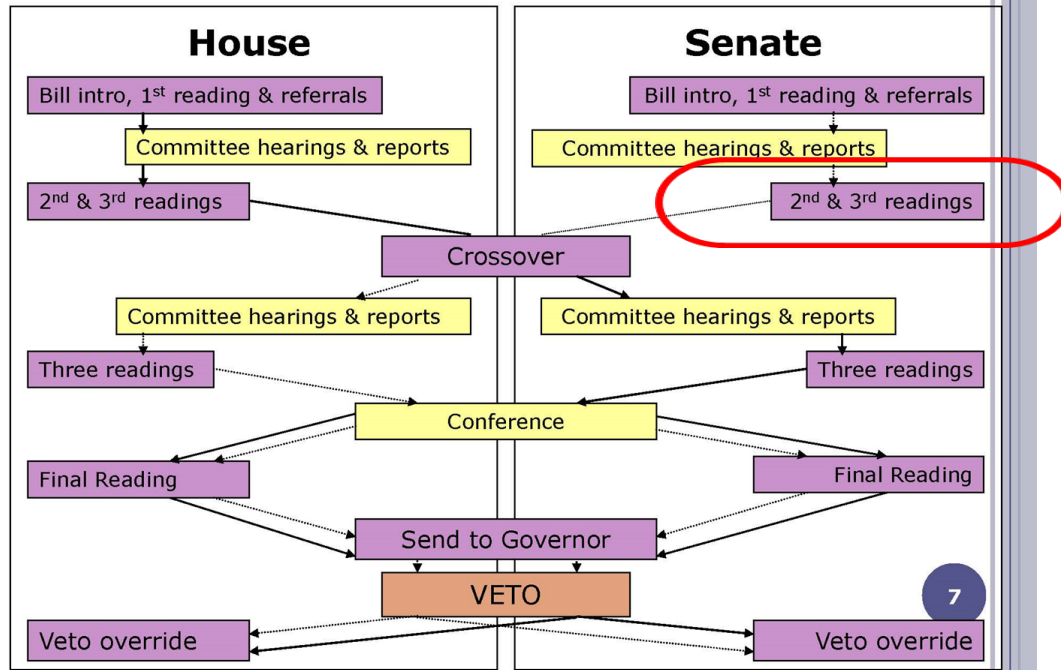 House
Senate
Bill intro, 1st reading & referrals
Bill intro, 1st reading & referrals
Committee hearings & reports
Committee hearings & reports
2nd & 3rd readings
2nd & 3rd readings
Crossover
Committee hearings & reports
Committee hearings & reports
Three readings
Three readings
Conference
Final Reading
Final Reading
Send to Governor
VETO
7
Veto override
Veto override